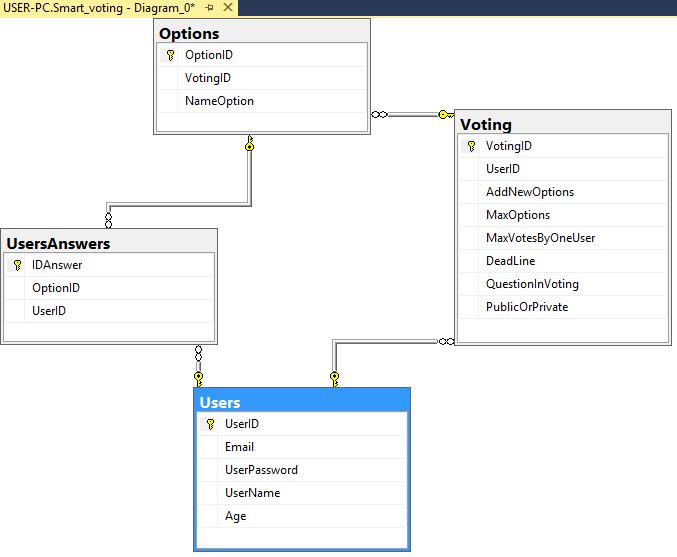 USER-PC.Smart_voting - Diagram_0*
Options
OptionID
VotingID
NameOption
Voting
VotingID
UserID
AddNewOptions
MaxOptions
MaxVotesByOneUser
DeadLine
QuestionInVoting
PublicOrPrivate
UsersAnswers
IDAnswer
OptionID
UserID
Users
UserID
Email
UserPassword
UserName
Age